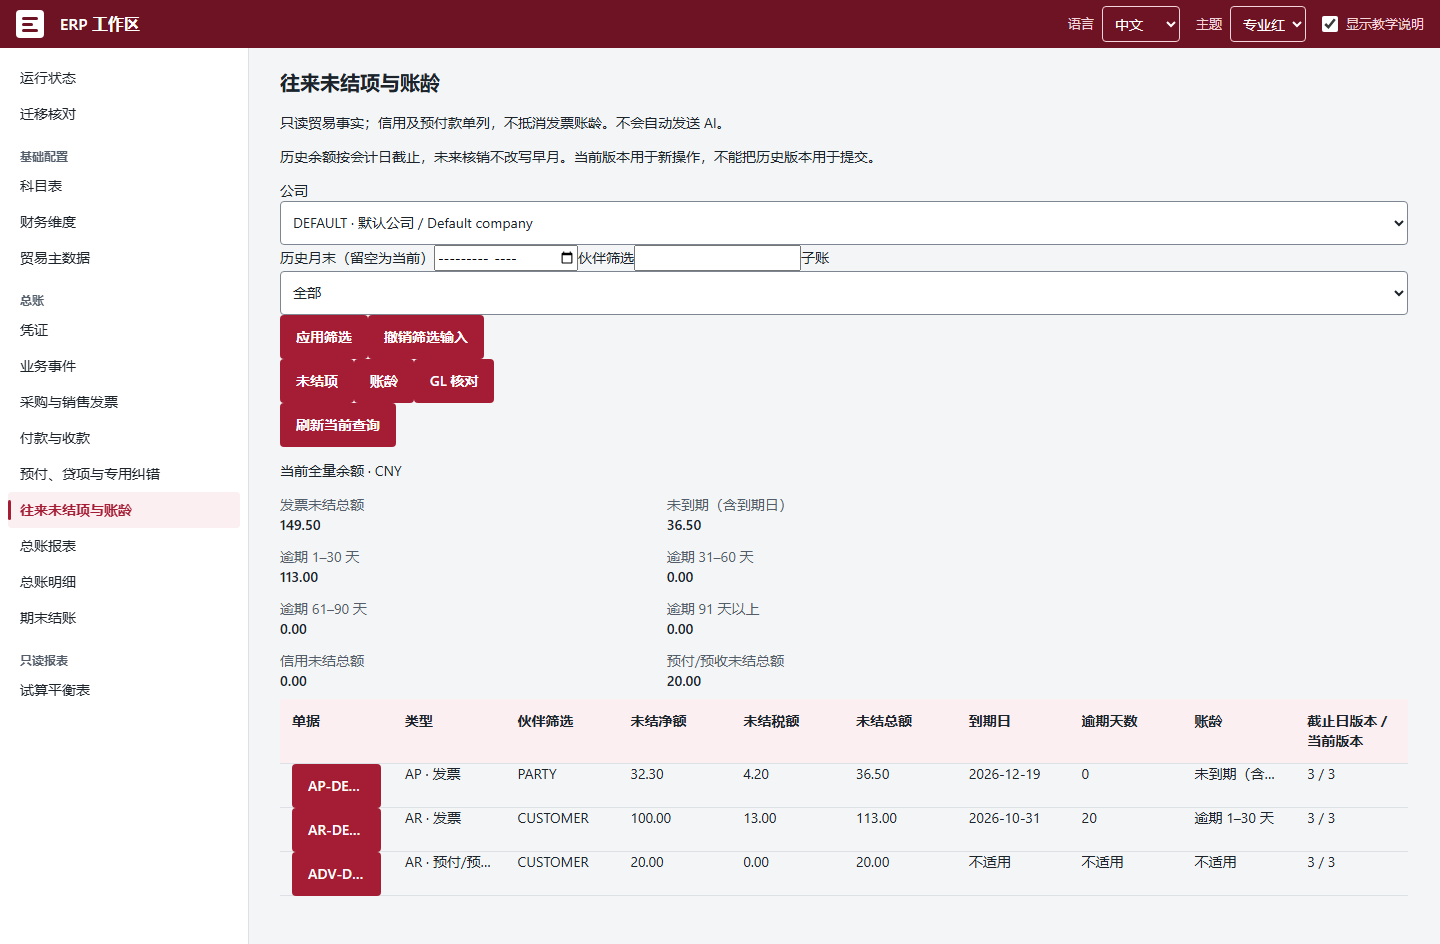 ERP 工作区
语言 中文 主题 专业红 显示教学说明
运行状态
迁移核对
基础配置
科目表
财务维度
贸易主数据
总账
凭证
业务事件
采购与销售发票
付款与收款
预付、贷项与专用纠错
往来未结项与账龄
总账报表
总账明细
期末结账
只读报表
试算平衡表
往来未结项与账龄
只读贸易事实；信用及预付款单列，不抵消发票账龄。不会自动发送 AI。
历史余额按会计日截止，未来核销不改写早月。当前版本用于新操作，不能把历史版本用于提交。
公司
DEFAULT · 默认公司 / Default company
历史月末（留空为当前） --------- ---- 伙伴筛选 子账
全部
应用筛选 撤销筛选输入
未结项 账龄 GL 核对
刷新当前查询
当前全量余额 · CNY
发票未结总额 未到期（含到期日）
149.50 36.50
逾期 1–30 天 逾期 31–60 天
113.00 0.00
逾期 61–90 天 逾期 91 天以上
0.00 0.00
信用未结总额 预付/预收未结总额
0.00 20.00
单据 类型 伙伴筛选 未结净额 未结税额 未结总额 到期日 逾期天数 账龄 截止日版本 /
当前版本
AP-DE... AP · 发票 PARTY 32.30 4.20 36.50 2026-12-19 0 未到期（含... 3 / 3
AR-DE... AR · 发票 CUSTOMER 100.00 13.00 113.00 2026-10-31 20 逾期 1–30 天 3 / 3
ADV-D... AR · 预付/预... CUSTOMER 20.00 0.00 20.00 不适用 不适用 不适用 3 / 3